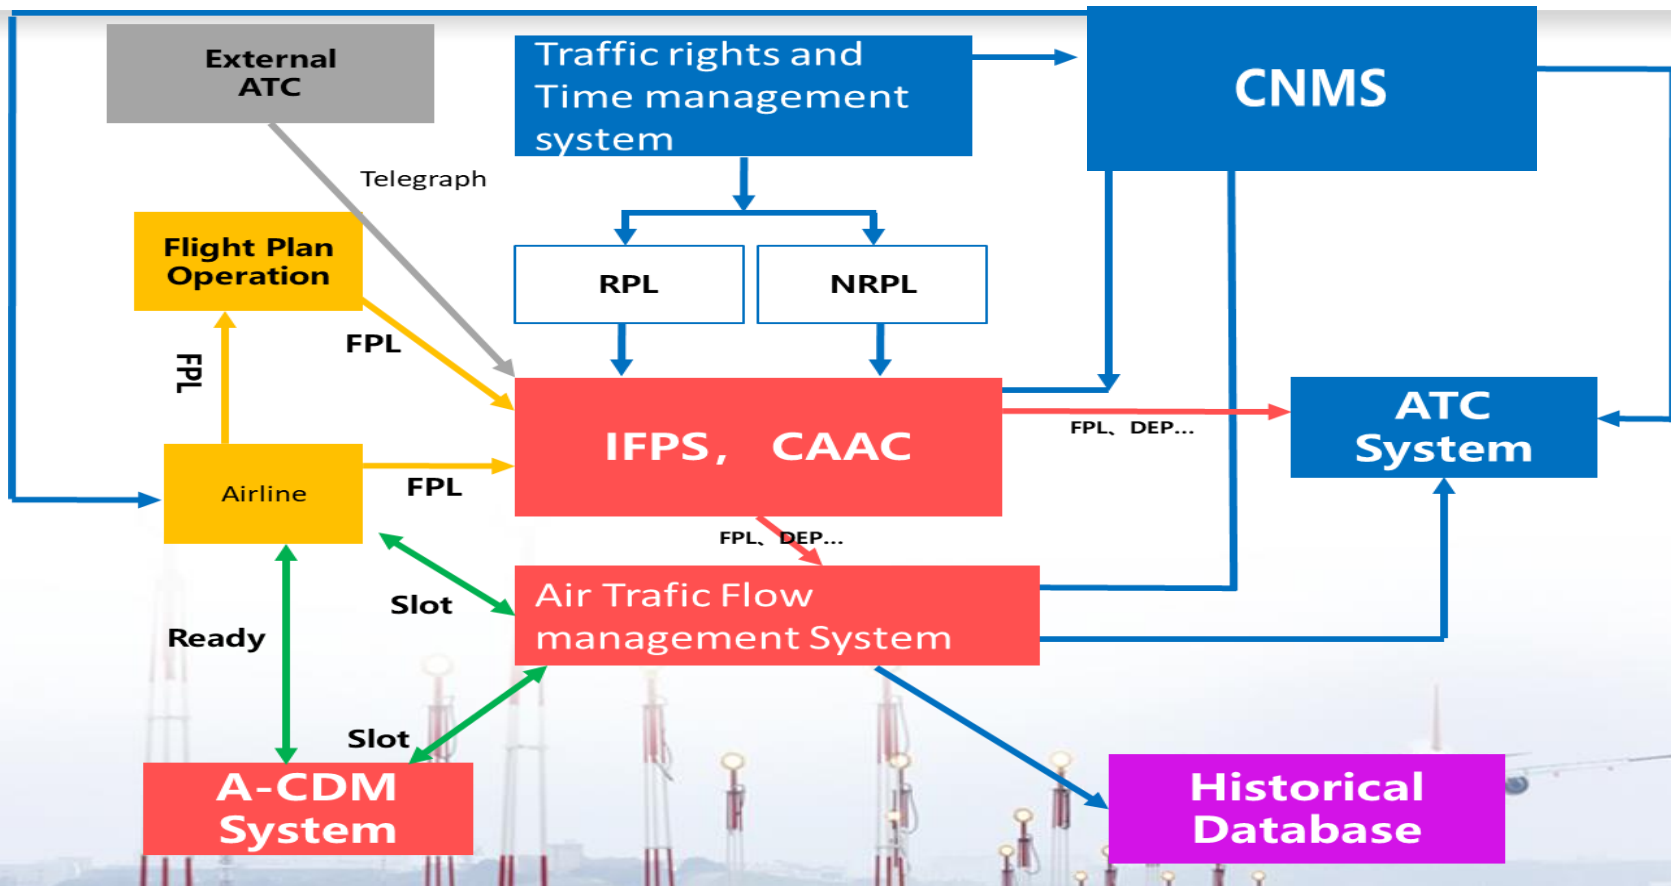 External
ATC
Traffic rights and
Time management
system
CNMS
Telegraph
Flight Plan
Operation
RPL
NRPL
FPL
FPL
IFPS， CAAC
ATC
System
FPL、DEP...
Airline
FPL
FPL、DEP...
Slot
Air Trafic Flow
management System
Ready
Slot
A-CDM
System
Historical
Database